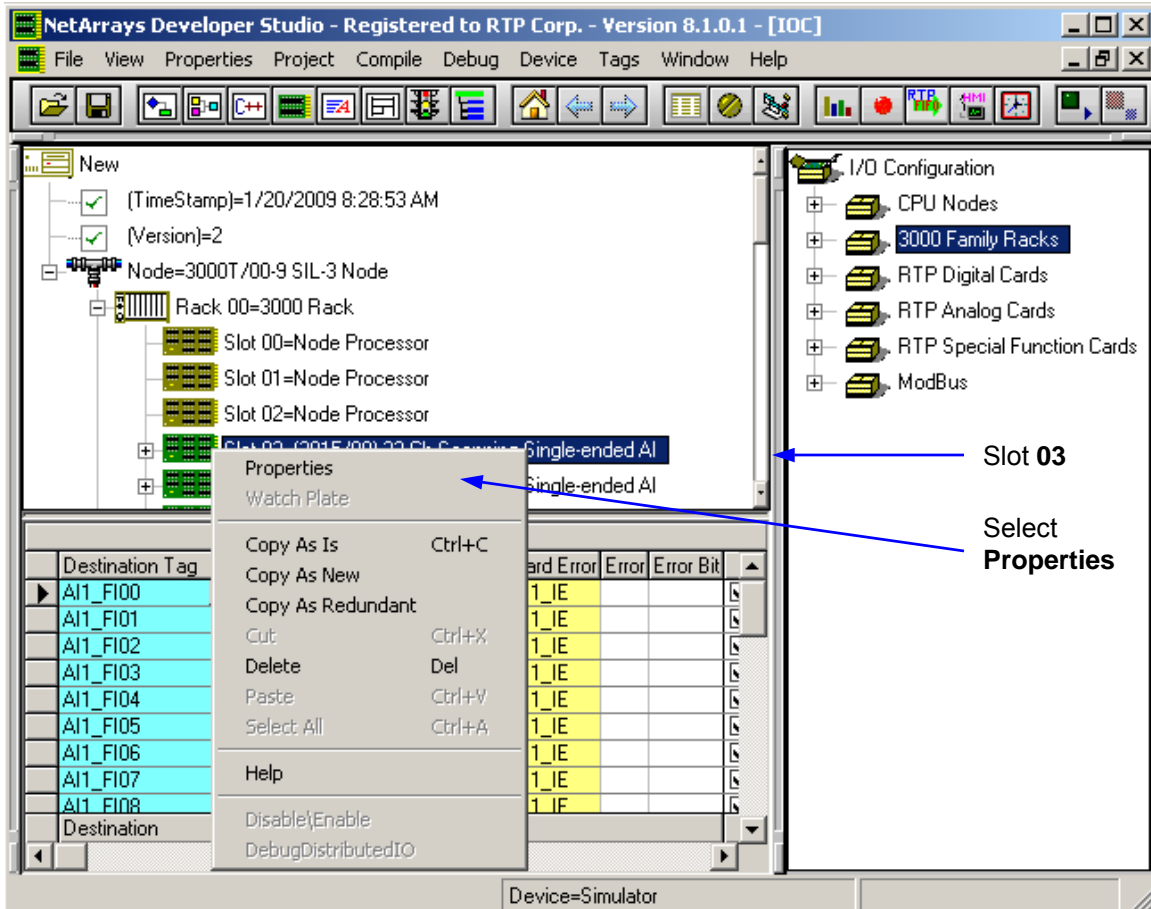 NetArrays Developer Studio - Registered to RTP Corp. - Version 8.1.0.1 - [IOC]
File View Properties Project Compile Debug Device Tags Window Help
RTP FIFO HMI
New
(TimeStamp)=1/20/2009 8:28:53 AM
(Version)=2
Node=3000T/00-9 SIL-3 Node
Rack 00=3000 Rack
Slot 00=Node Processor
Slot 01=Node Processor
Slot 02=Node Processor
Single-ended AI
Single-ended AI
I/O Configuration
CPU Nodes
3000 Family Racks
RTP Digital Cards
RTP Analog Cards
RTP Special Function Cards
ModBus
Slot 03
Select
Properties
Properties
Watch Plate
Copy As Is Ctrl+C
Copy As New
Copy As Redundant
Cut Ctrl+X
Delete Del
Paste Ctrl+V
Select All Ctrl+A
Help
Disable\Enable
DebugDistributedIO
Destination Tag ard Error Error Error Bit
AI1_FI00 1_IE
AI1_FI01 1_IE
AI1_FI02 1_IE
AI1_FI03 1_IE
AI1_FI04 1_IE
AI1_FI05 1_IE
AI1_FI06 1_IE
AI1_FI07 1_IE
AI1_FI08 1_IE
Destination
Device=Simulator